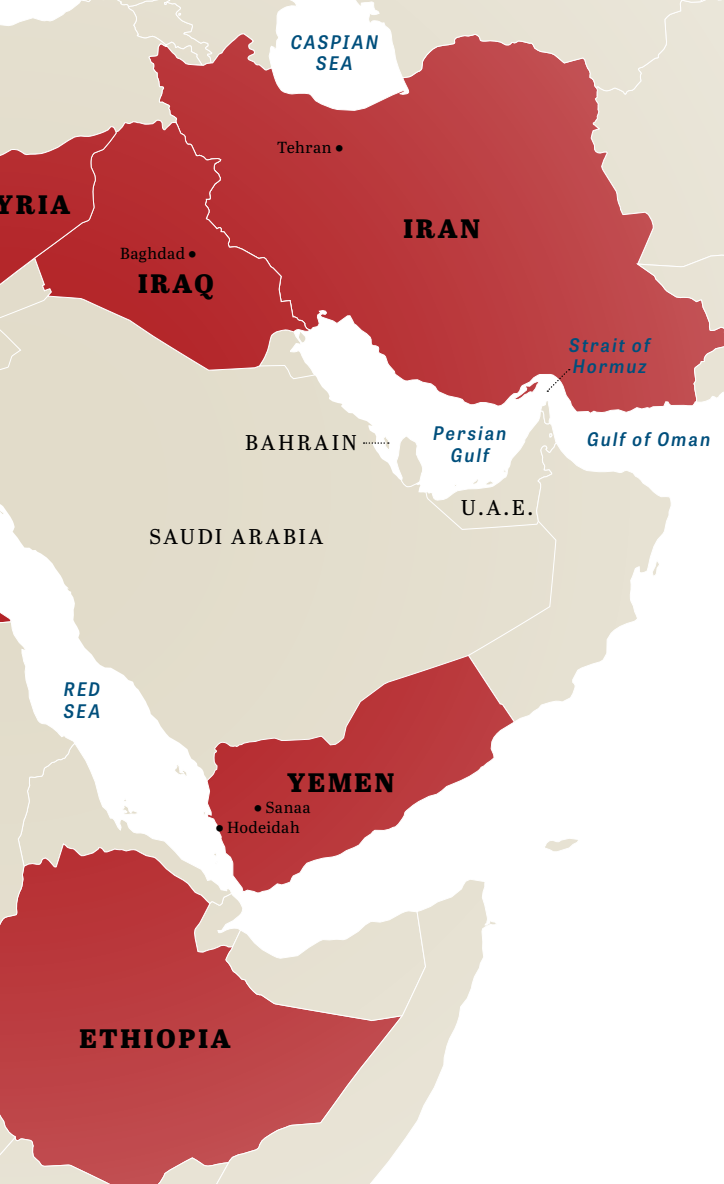 CASPIAN
SEA
Tehran
YRIA
IRAN
Baghdad
IRAQ
Strait of
Hormuz
BAHRAIN
Persian
Gulf
Gulf of Oman
U.A.E.
SAUDI ARABIA
RED
SEA
YEMEN
Sanaa
Hodeidah
ETHIOPIA